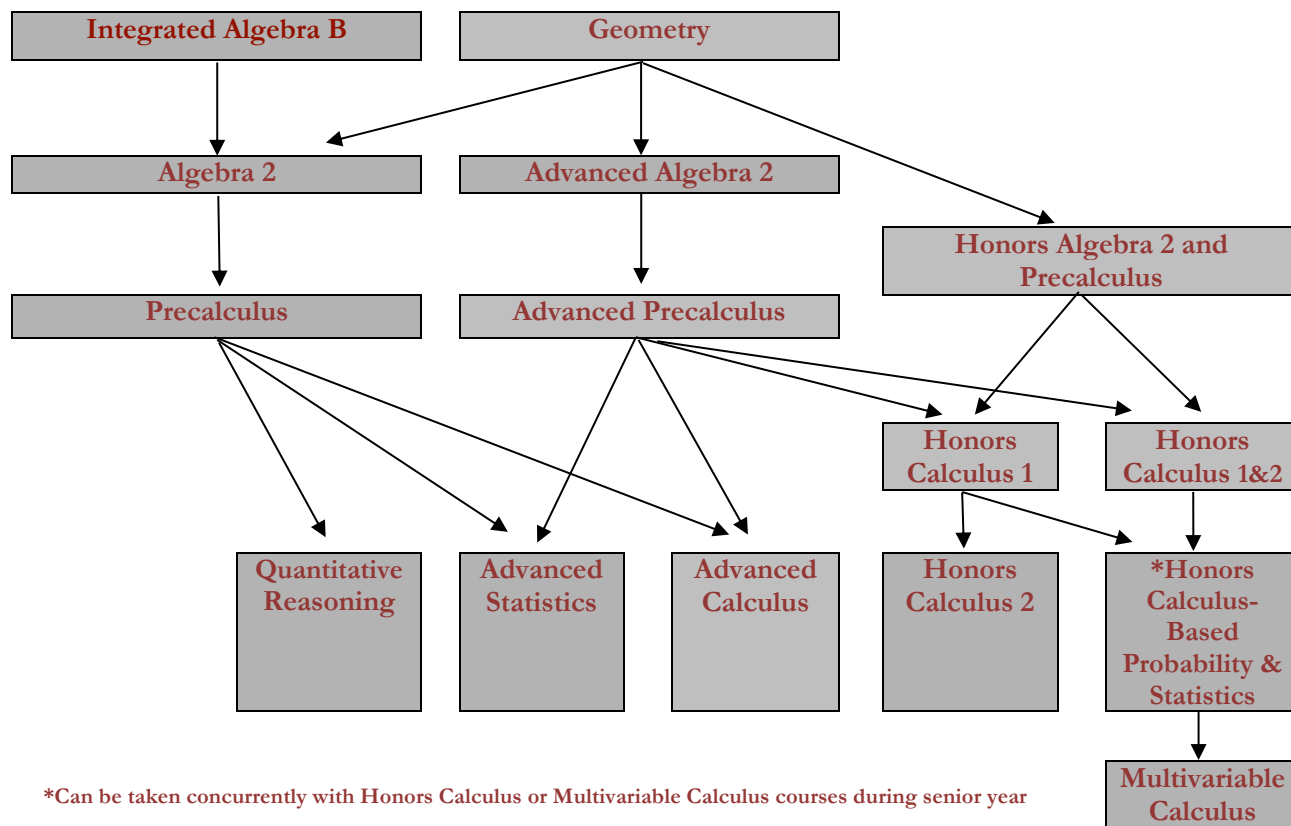 Integrated Algebra B
Geometry
Algebra 2
Advanced Algebra 2
Honors Algebra 2 and
Precalculus
Precalculus
Advanced Precalculus
Honors
Calculus 1
Honors
Calculus 1&2
Quantitative
Reasoning
Advanced
Statistics
Advanced
Calculus
Honors
Calculus 2
*Honors
Calculus-
Based
Probability &
Statistics
*Can be taken concurrently with Honors Calculus or Multivariable Calculus courses during senior year
Multivariable
Calculus